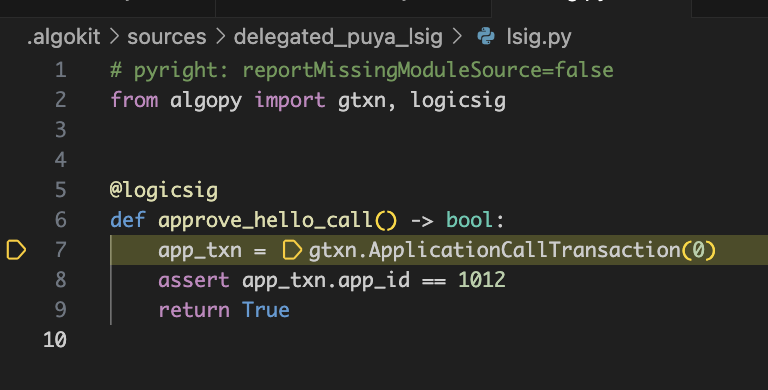 .algokit > sources > delegated_puya_lsig > lsig.py
1 # pyright: reportMissingModuleSource=false
2 from algopy import gtxn, logicsig
3
4
5 @logicsig
6 def approve_hello_call() -> bool:
7     app_txn = gtxn.ApplicationCallTransaction(0)
8     assert app_txn.app_id == 1012
9     return True
10